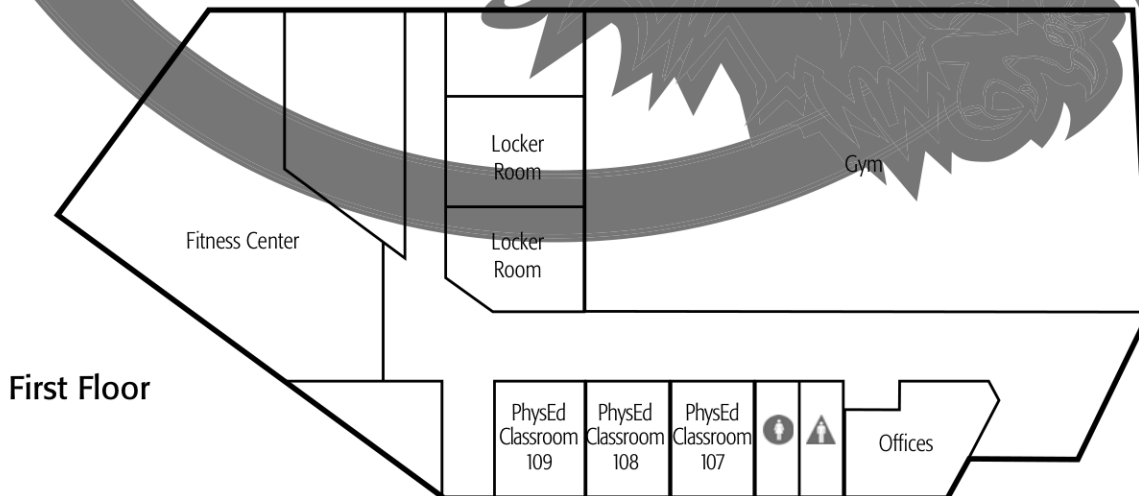 Locker
Room
Gym
Locker
Room
Fitness Center
First Floor
PhysEd
Classroom
109
PhysEd
Classroom
108
PhysEd
Classroom
107
Offices